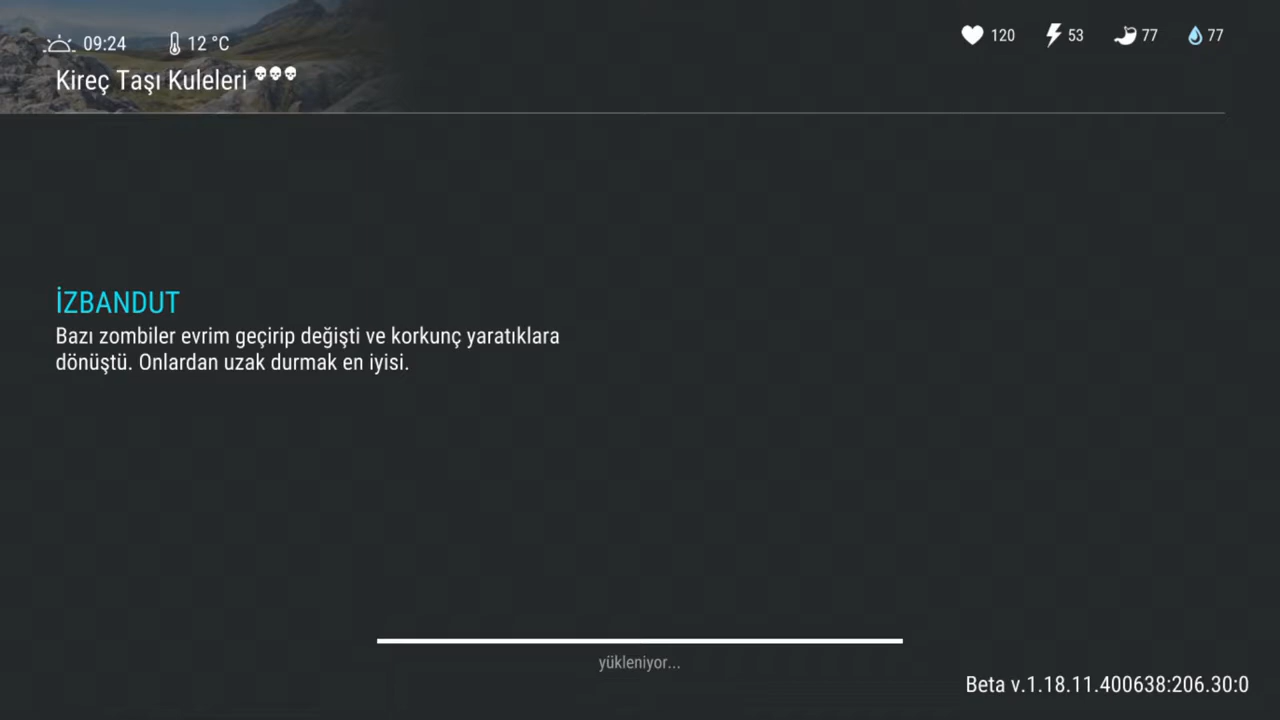 09:24 12 °C
120 53 77 77
Kireç Taşı Kuleleri
İZBANDUT
Bazı zombiler evrim geçirip değişti ve korkunç yaratıklara
dönüştü. Onlardan uzak durmak en iyisi.
yükleniyor...
Beta v.1.18.11.400638:206.30:0